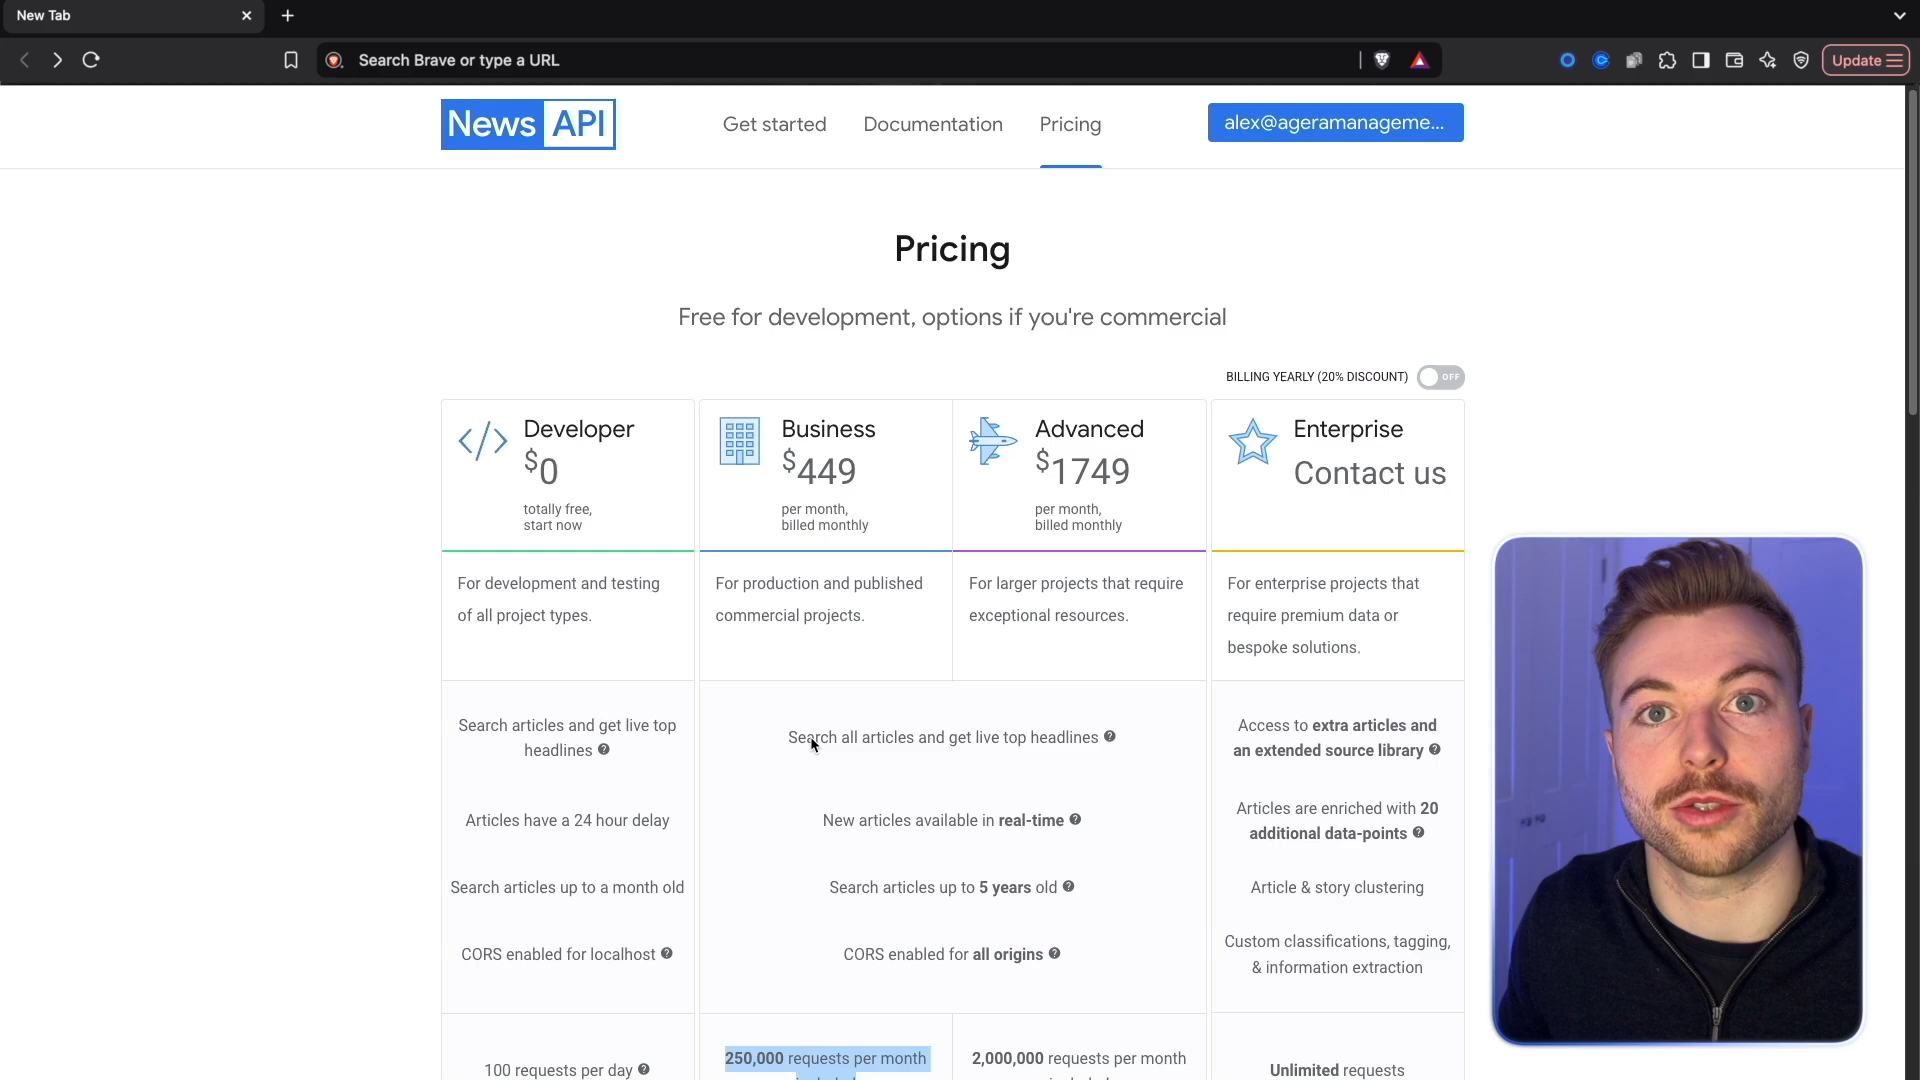 New Tab
Search Brave or type a URL
Update
News API
Get started
Documentation
Pricing
alex@ageramanageme...
Pricing
Free for development, options if you're commercial
BILLING YEARLY (20% DISCOUNT)
OFF
Developer
$0
totally free,
start now
For development and testing
of all project types.
Search articles and get live top
headlines
Articles have a 24 hour delay
Search articles up to a month old
CORS enabled for localhost
100 requests per day
Business
$449
per month,
billed monthly
For production and published
commercial projects.
Advanced
$1749
per month,
billed monthly
For larger projects that require
exceptional resources.
Search all articles and get live top headlines
New articles available in real-time
Search articles up to 5 years old
CORS enabled for all origins
250,000 requests per month
2,000,000 requests per month
Enterprise
Contact us
For enterprise projects that
require premium data or
bespoke solutions.
Access to extra articles and
an extended source library
Articles are enriched with 20
additional data-points
Article & story clustering
Custom classifications, tagging,
& information extraction
Unlimited requests